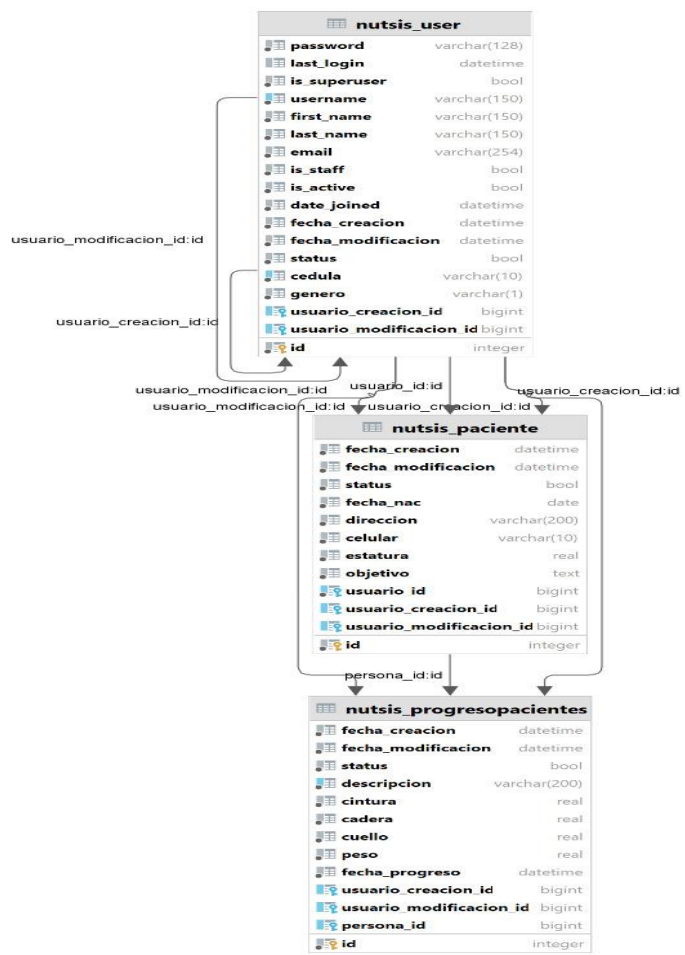 nutsis_user
password varchar(128)
last_login datetime
is_superuser bool
username varchar(150)
first_name varchar(150)
last_name varchar(150)
email varchar(254)
is_staff bool
is_active bool
date_joined datetime
fecha_creacion datetime
fecha_modificacion datetime
status bool
cedula varchar(10)
genero varchar(1)
usuario_creacion_id bigint
usuario_modificacion_id bigint
id integer
usuario_modificacion_id:id
usuario_creacion_id:id
usuario_modificacion_id:id
usuario_id:id
usuario_creacion_id:id
usuario_modificacion_id:id
usuario_creacion_id:id
nutsis_paciente
fecha_creacion datetime
fecha_modificacion datetime
status bool
fecha_nac date
direccion varchar(200)
celular varchar(10)
estatura real
objetivo text
usuario_id bigint
usuario_creacion_id bigint
usuario_modificacion_id bigint
id integer
persona_id:id
nutsis_progresopacientes
fecha_creacion datetime
fecha_modificacion datetime
status bool
descripcion varchar(200)
cintura real
cadera real
cuello real
peso real
fecha_progreso datetime
usuario_creacion_id bigint
usuario_modificacion_id bigint
persona_id bigint
id integer